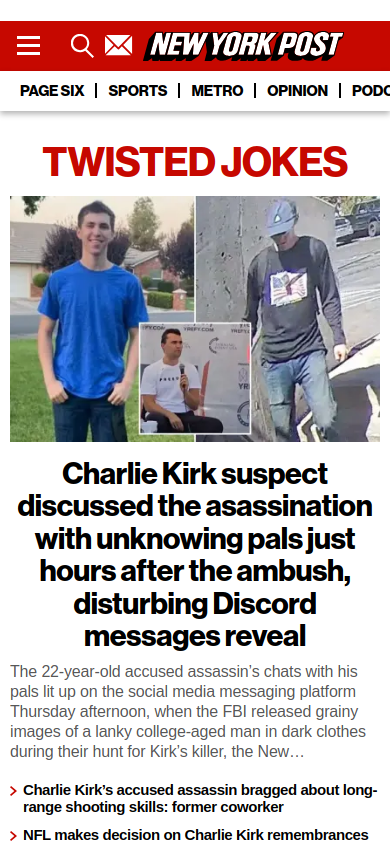 NEW YORK POST
PAGE SIX
SPORTS
METRO
OPINION
PODC
TWISTED JOKES
Charlie Kirk suspect
discussed the asassination
with unknowing pals just
hours after the ambush,
disturbing Discord
messages reveal
The 22-year-old accused assassin’s chats with his
pals lit up on the social media messaging platform
Thursday afternoon, when the FBI released grainy
images of a lanky college-aged man in dark clothes
during their hunt for Kirk’s killer, the New…
Charlie Kirk’s accused assassin bragged about long-
range shooting skills: former coworker
NFL makes decision on Charlie Kirk remembrances